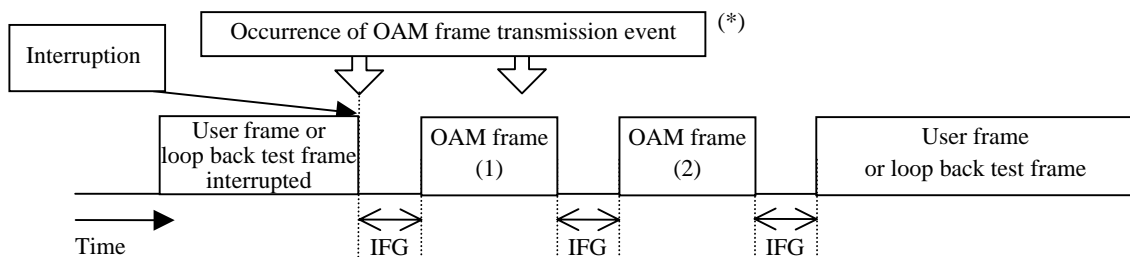 Occurrence of OAM frame transmission event
(*)
Interruption
User frame or
loop back test frame
interrupted
OAM frame
(1)
OAM frame
(2)
User frame
or loop back test frame
Time
IFG
IFG
IFG